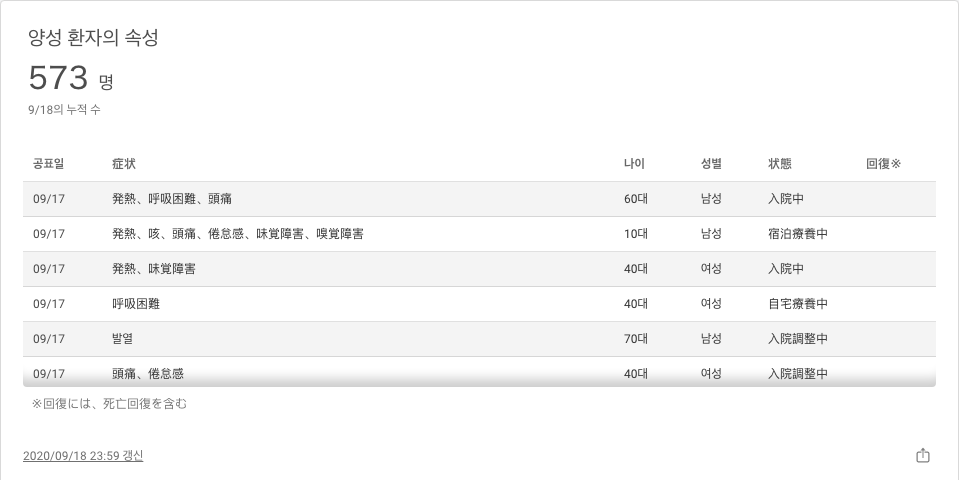 양성 환자의 속성
573 명
9/18의 누적 수
공표일 症状 나이 성별 状態 回復※
09/17 発熱、呼吸困難、頭痛 60대 남성 入院中
09/17 発熱、咳、頭痛、倦怠感、味覚障害、嗅覚障害 10대 남성 宿泊療養中
09/17 発熱、味覚障害 40대 여성 入院中
09/17 呼吸困難 40대 여성 自宅療養中
09/17 발열 70대 남성 入院調整中
09/17 頭痛、倦怠感 40대 여성 入院調整中
※回復には、死亡回復を含む
2020/09/18 23:59 갱신